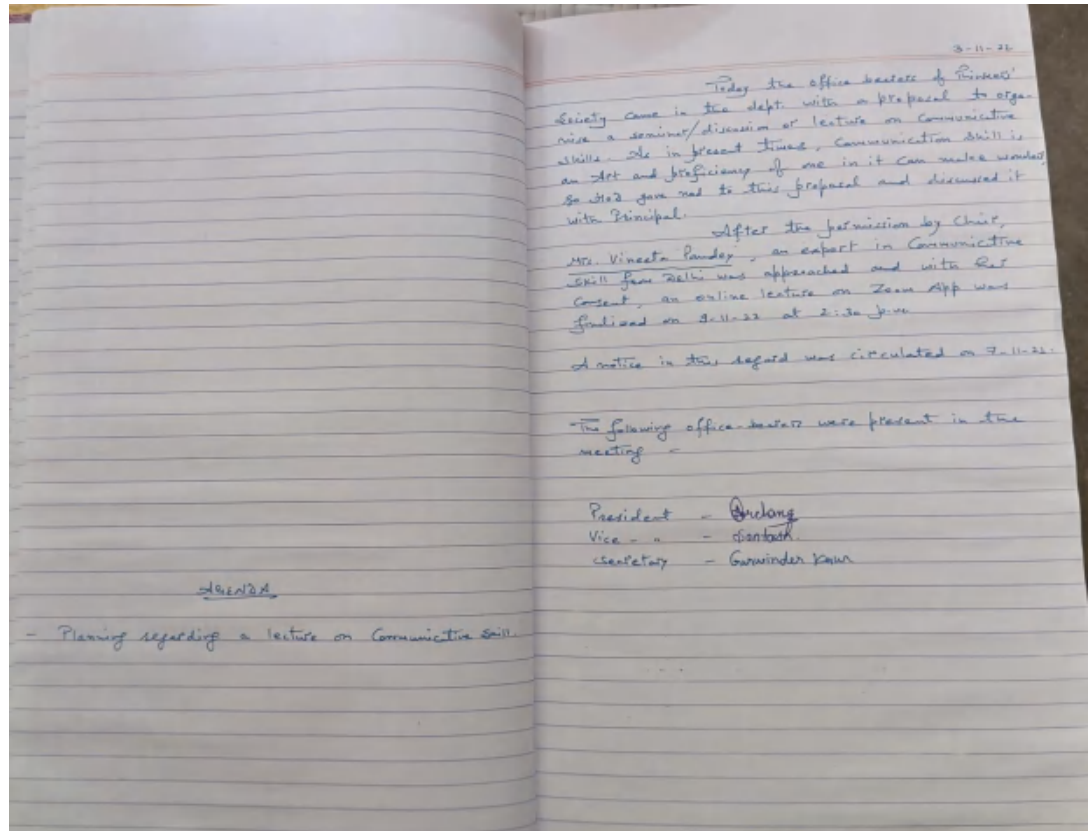 AGENDA
- Planning regarding a lecture on Communictive Skill.
3-11-22
Today the office bearers of Thinkers'
Society came in the dept. with a proposal to orga-
nise a seminar/discussion or lecture on Communicative
skills. As in present times, Communication Skill is
an Art and proficiency of one in it can make wonders,
so HoD gave nod to this proposal and discussed it
with Principal.
After the permission by Chair,
Mrs. Vineeta Pandey, an expert in Communictive
Skill from Delhi was approached and with her
Consent, an online lecture on Zoom App was
on 9-11-22 at 2:30 p.m
A notice in this regard was circulated on 7-11-22.
The following office-bearers were present in the
meeting -
President -
Vice - " -
Secretary - Gurwinder Kaur